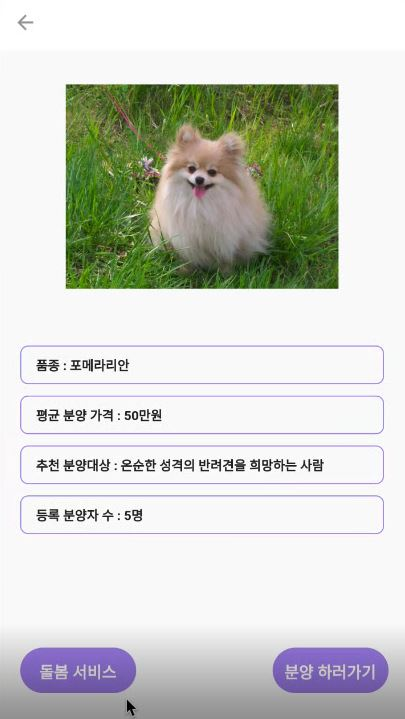 품종 : 포메라리안
평균 분양 가격 : 50만원
추천 분양대상 : 온순한 성격의 반려견을 희망하는 사람
등록 분양자 수 : 5명
돌봄 서비스
분양 하러가기